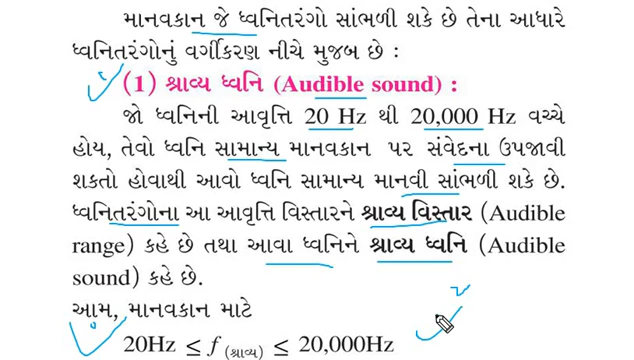 માનવકાન જે ધ્વનિતરંગો સાંભળી શકે છે તેના આધારે
ધ્વનિતરંગોનું વર્ગીકરણ નીચે મુજબ છે :
(1) શ્રાવ્ય ધ્વનિ (Audible sound) :
જો ધ્વનિની આવૃત્તિ 20 Hz થી 20,000 Hz વચ્ચે
હોય, તેવો ધ્વનિ સામાન્ય માનવકાન પર સંવેદના ઉપજાવી
શકતો હોવાથી આવો ધ્વનિ સામાન્ય માનવી સાંભળી શકે છે.
ધ્વનિતરંગોના આ આવૃત્તિ વિસ્તારને શ્રાવ્ય વિસ્તાર (Audible
range) કહે છે તથા આવા ધ્વનિને શ્રાવ્ય ધ્વનિ (Audible
sound) કહે છે.
આમ, માનવકાન માટે
20Hz ≤ f (શ્રાવ્ય) ≤ 20,000Hz